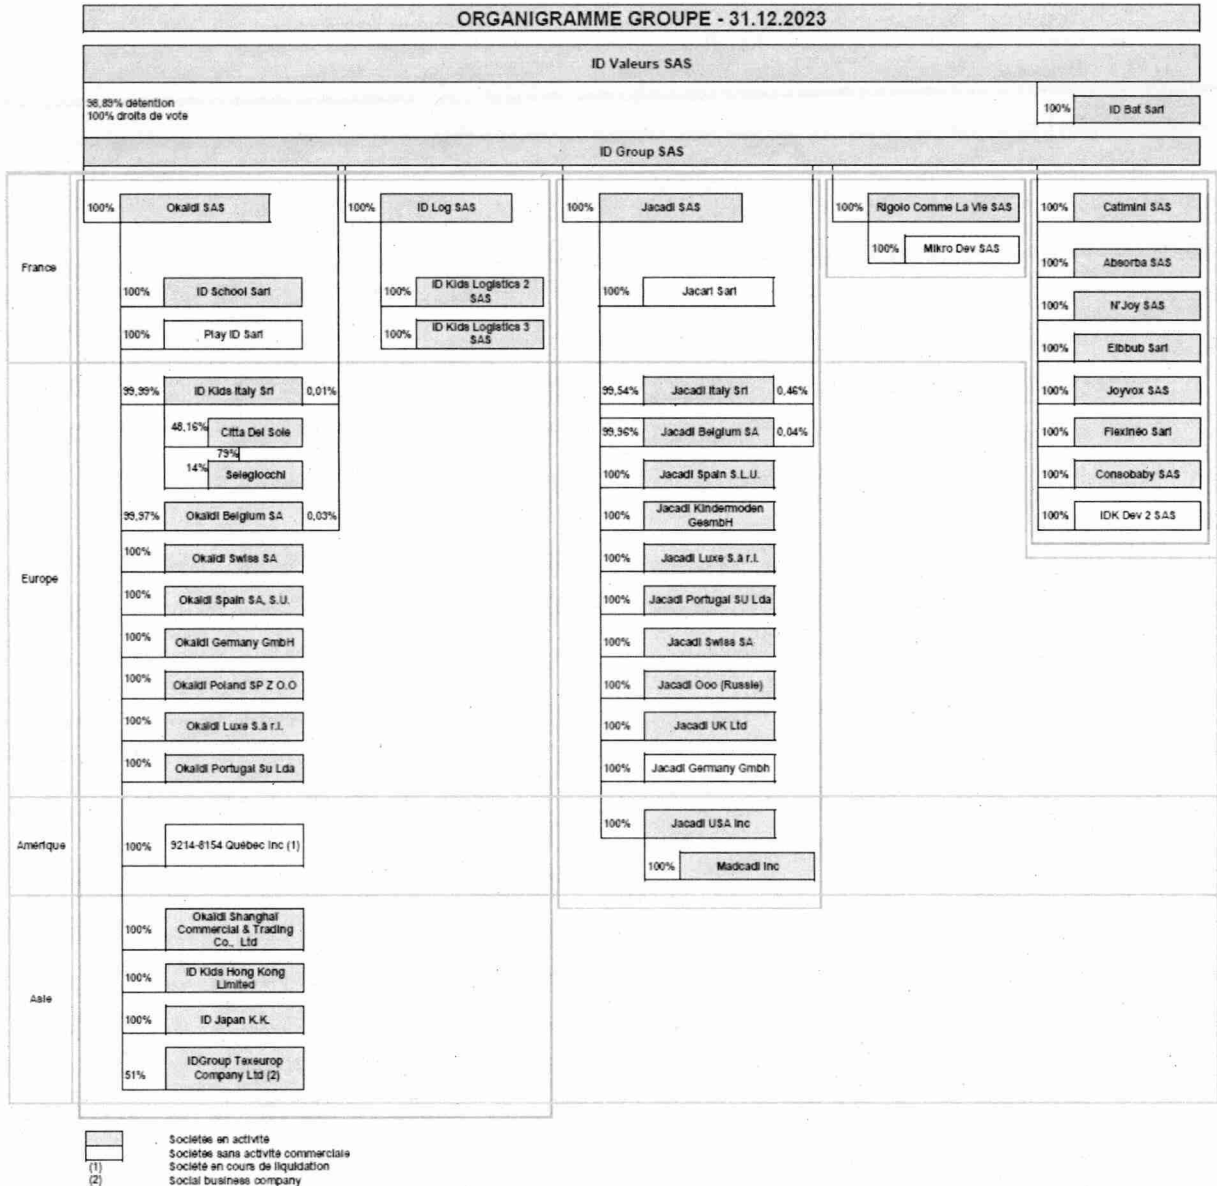 ORGANIGRAMME GROUPE - 31.12.2023
ID Valeurs SAS
98,89% détention
100% droits de vote
100% ID Bat Sarl
ID Group SAS
France
100% Okaïdi SAS
100% ID School Sarl
100% Play ID Sarl
100% ID Log SAS
100% ID Kids Logistics 2
SAS
100% ID Kids Logistics 3
SAS
100% Jacadi SAS
100% Jacari Sarl
100% Rigolo Comme La Vie SAS
100% Mikro Dev SAS
100% Catimini SAS
100% Absorba SAS
100% N'Joy SAS
100% Elbbub Sarl
100% Joyvox SAS
100% Flexinéo Sarl
100% Consobaby SAS
100% IDK Dev 2 SAS
Europe
99,99% ID Kids Italy Srl 0,01%
48,16% Citta Del Sole
79%
14% Selegiocchi
99,97% Okaïdi Belgium SA 0,03%
100% Okaïdi Swiss SA
100% Okaïdi Spain SA, S.U.
100% Okaïdi Germany GmbH
100% Okaïdi Poland SP Z O.O
100% Okaïdi Luxe S.à r.l.
100% Okaïdi Portugal Su Lda
99,54% Jacadi Italy Srl 0,46%
99,96% Jacadi Belgium SA 0,04%
100% Jacadi Spain S.L.U.
100% Jacadi Kindermoden
GesmbH
100% Jacadi Luxe S.à r.l.
100% Jacadi Portugal SU Lda
100% Jacadi Swiss SA
100% Jacadi Ooo (Russie)
100% Jacadi UK Ltd
100% Jacadi Germany Gmbh
Amérique
100% 9214-8154 Québec Inc (1)
100% Jacadi USA Inc
100% Madcadi Inc
Asie
100% Okaïdi Shanghaï
Commercial & Trading
Co., Ltd
100% ID Kids Hong Kong
Limited
100% ID Japan K.K.
51% IDGroup Texeurop
Company Ltd (2)
Sociétés en activité
Sociétés sans activité commerciale
(1) Société en cours de liquidation
(2) Social business company